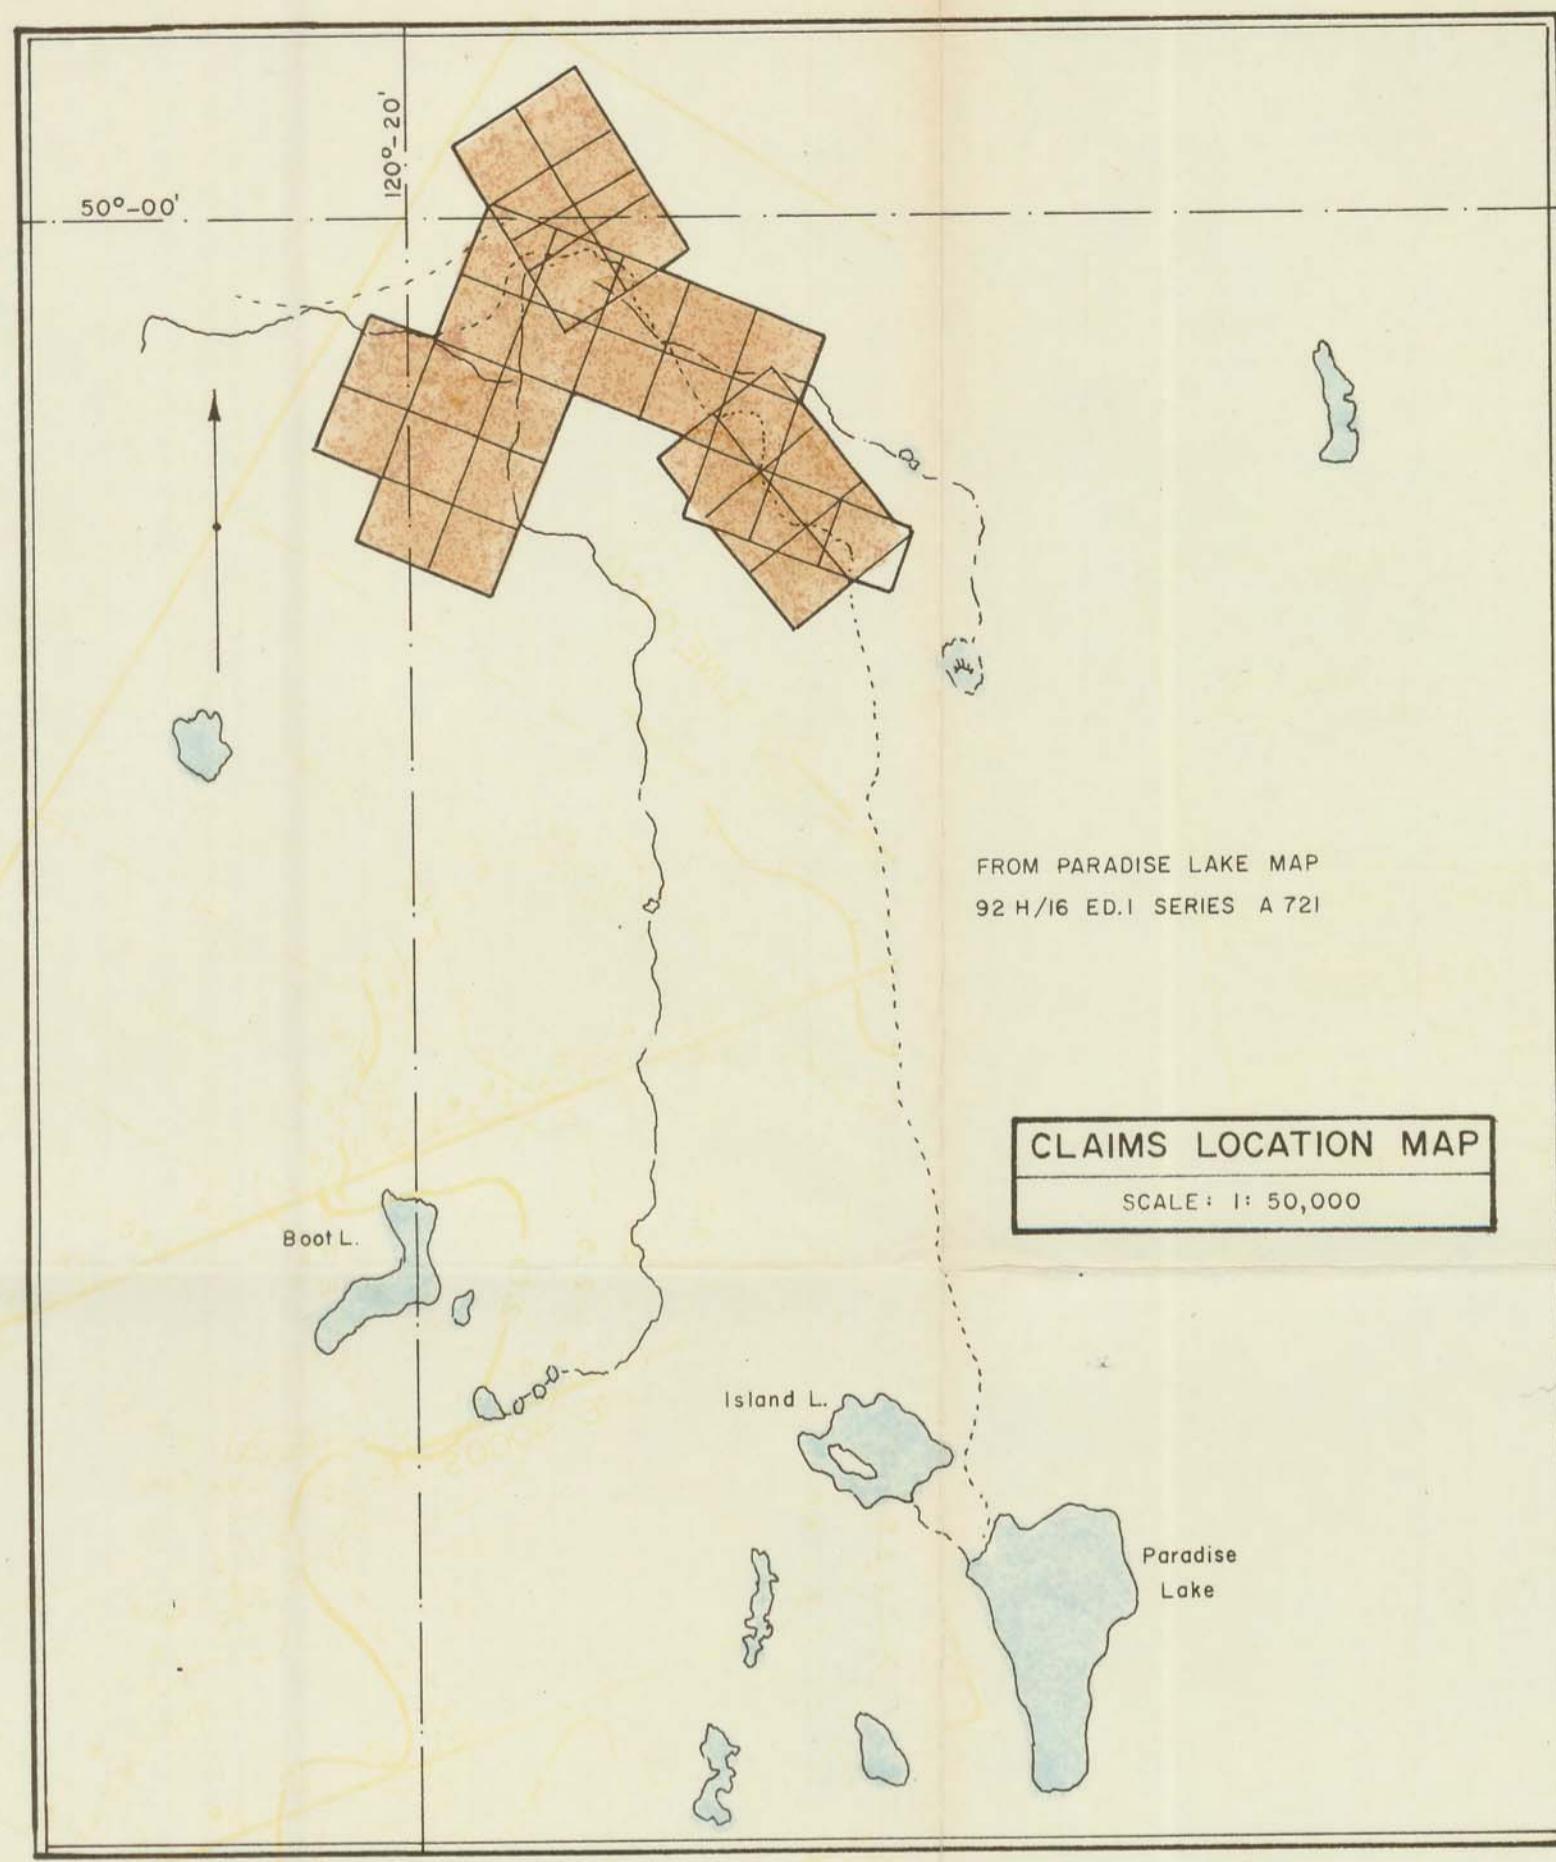 120°-20'
50°-00'
FROM PARADISE LAKE MAP
92 H/16 ED.1 SERIES A 721
CLAIMS LOCATION MAP
SCALE: 1: 50,000
Boot L.
Island L.
Paradise
Lake